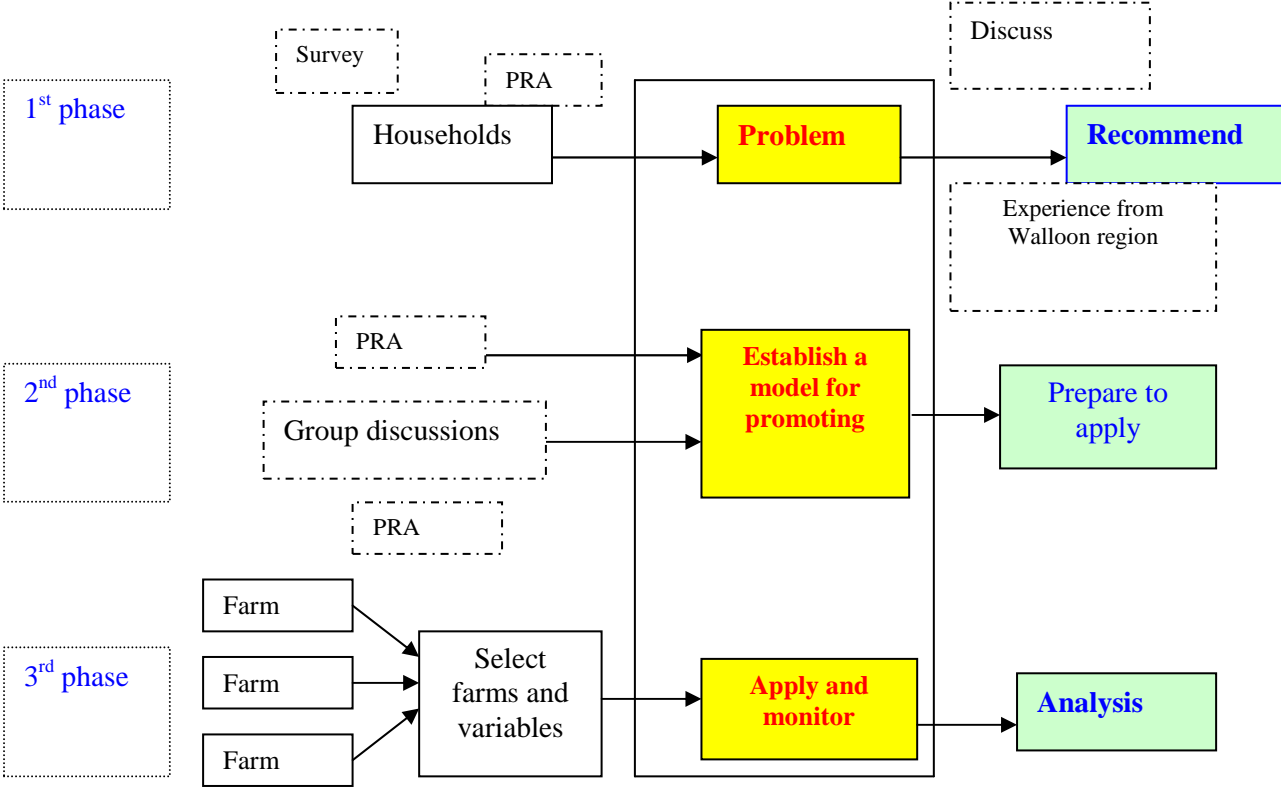 Survey
PRA
Discuss
1st phase
Households
Problem
Recommend
Experience from
Walloon region
2nd phase
PRA
Group discussions
PRA
Establish a
model for
promoting
Prepare to
apply
3rd phase
Farm
Farm
Farm
Select
farms and
variables
Apply and
monitor
Analysis